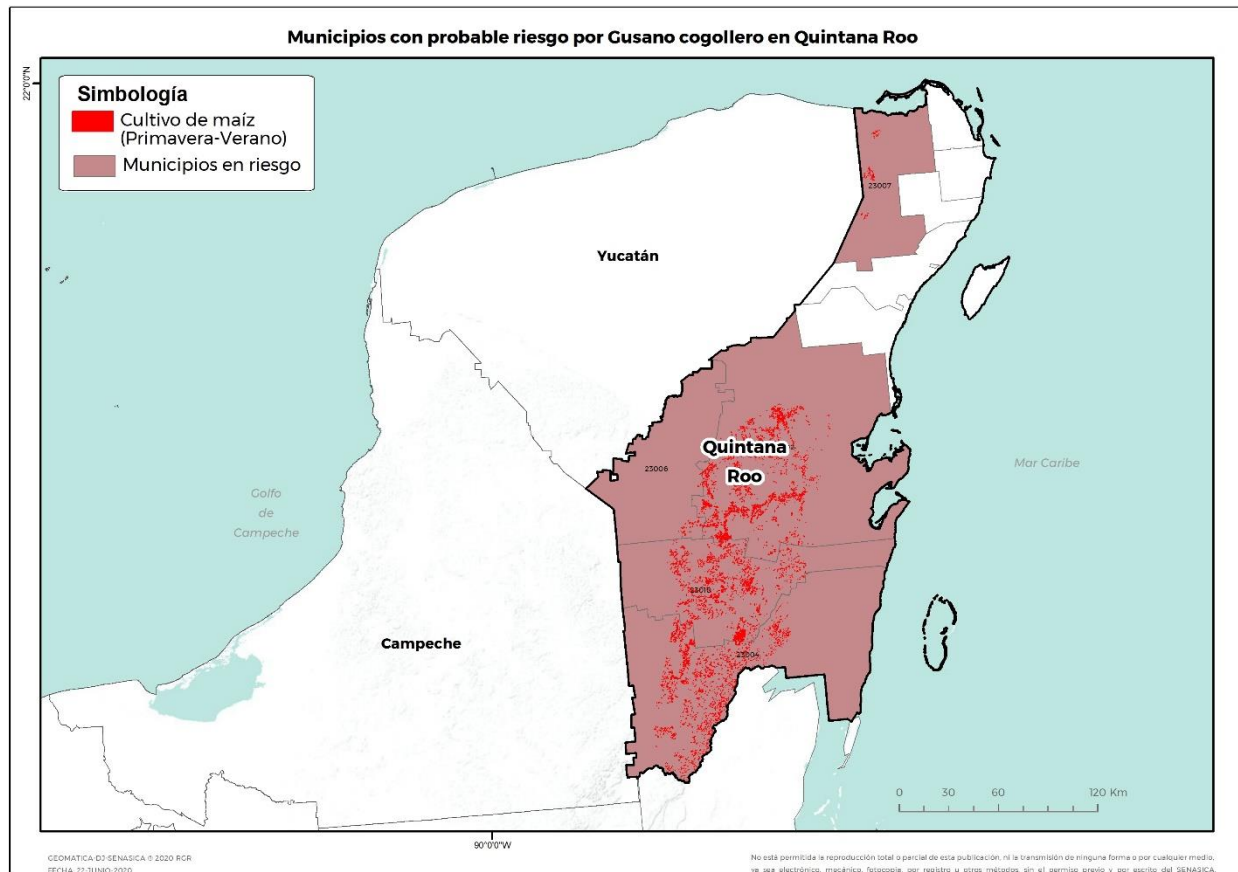 Municipios con probable riesgo por Gusano cogollero en Quintana Roo
22°0'0"N
Simbología
Cultivo de maíz
(Primavera-Verano)
Municipios en riesgo
23007
Yucatán
Quintana
Roo
23006
Mar Caribe
Golfo
de
Campeche
Campeche
23004
0 30 60 120 Km
90°0'0"W
GEOMATICA-DJ-SENASICA © 2020 RGR
FECHA, 27-JUNIO-2020
No está permitida la reproducción total o parcial de esta publicación, ni la transmisión de ninguna forma o por cualquier medio,
ya sea electrónico, mecánico, fotocopia, por registro u otros métodos, sin el permiso previo y por escrito del SENASICA.